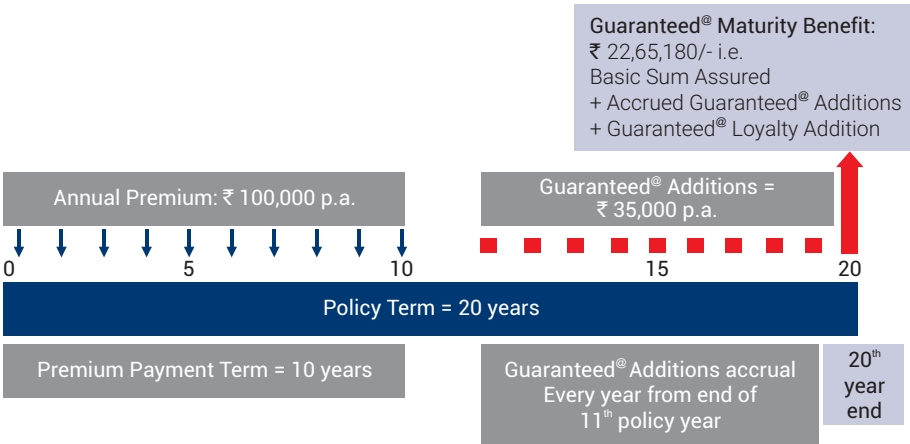 Guaranteed@ Maturity Benefit:
₹ 22,65,180/- i.e.
Basic Sum Assured
+ Accrued Guaranteed@ Additions
+ Guaranteed@ Loyalty Addition
Annual Premium: ₹ 100,000 p.a.
Guaranteed@ Additions =
₹ 35,000 p.a.
0 5 10 15 20
Policy Term = 20 years
Premium Payment Term = 10 years
Guaranteed@ Additions accrual
Every year from end of
11th policy year
20th
year
end